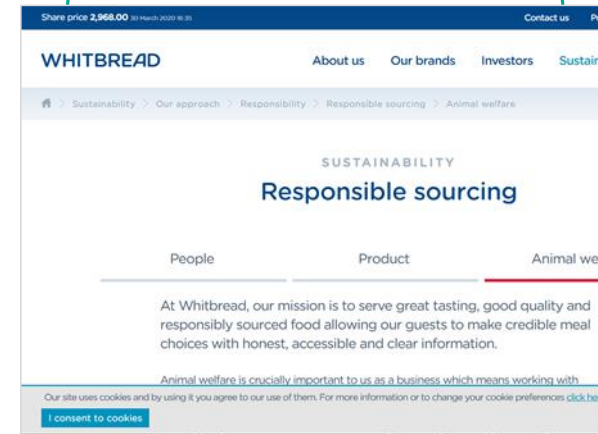 Share price 2,968.00 30 March 2020 16:35 Contact us
WHITBREAD About us Our brands Investors
Sustainability > Our approach > Responsibility > Responsible sourcing > Animal welfare
SUSTAINABILITY
Responsible sourcing
People Product Animal we
At Whitbread, our mission is to serve great tasting, good quality and
responsibly sourced food allowing our guests to make credible meal
choices with honest, accessible and clear information.
Animal welfare is crucially important to us as a business which means working with
Our site uses cookies and by using it you agree to our use of them. For more information or to change your cookie preferences click he
I consent to cookies